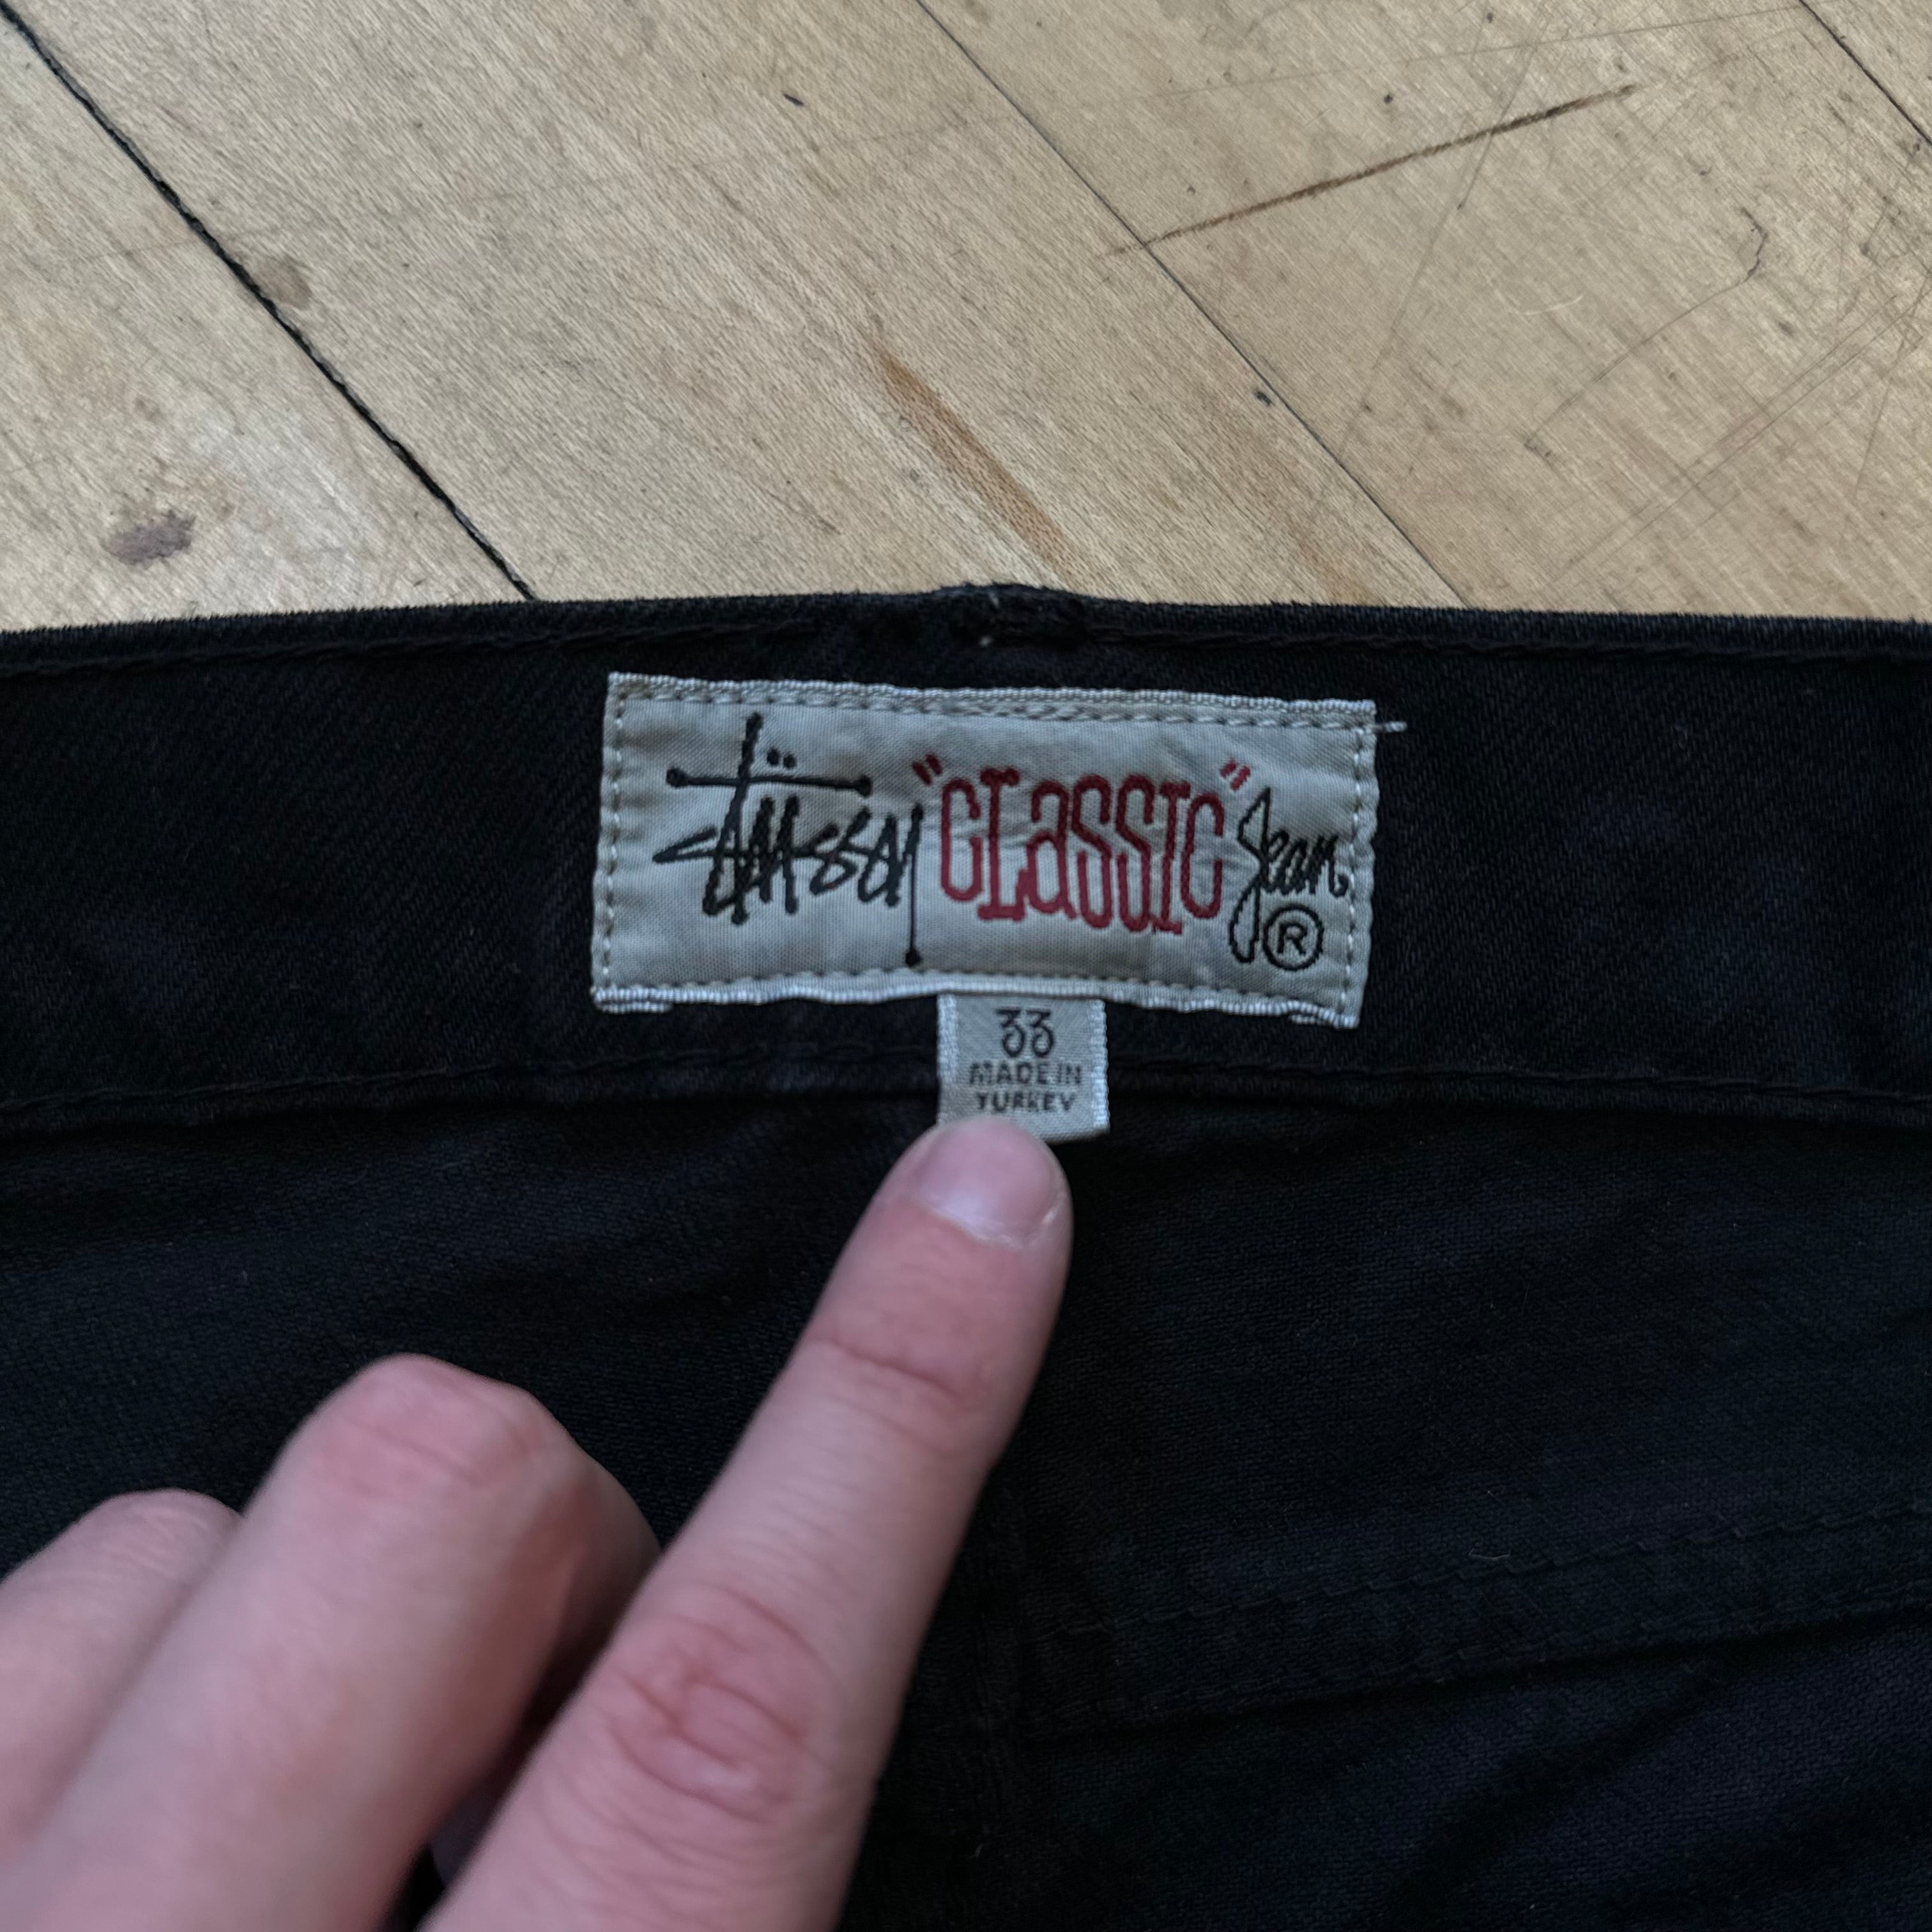 Stüssy "CLaSSIC" Jean ®
33
MADE IN
TURKEY